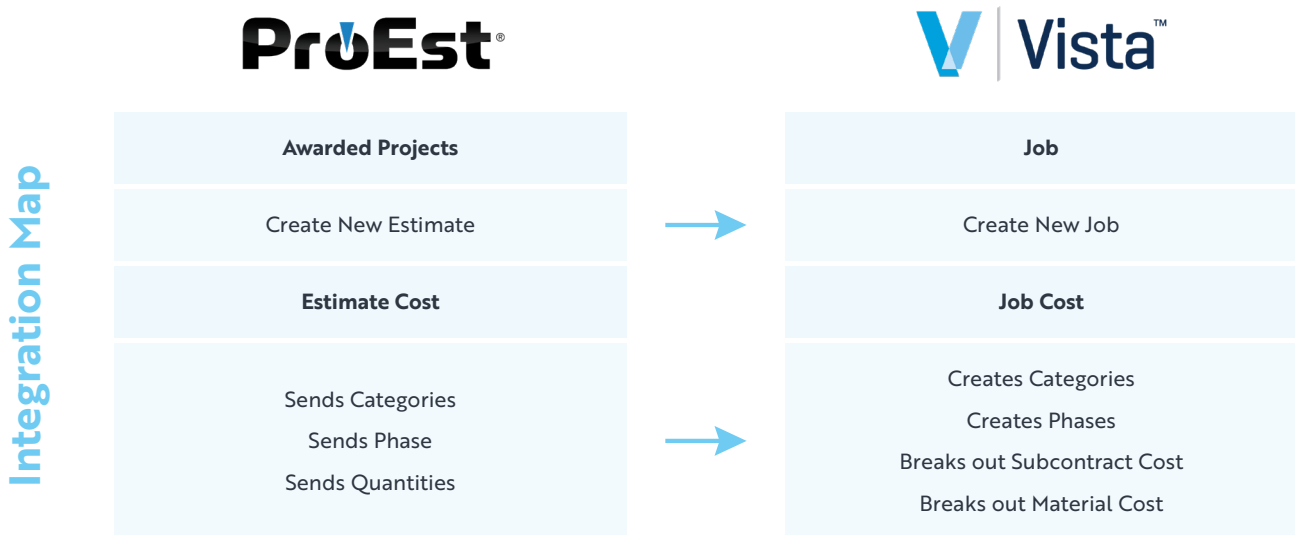 ProEst®
Vista™
Integration Map
Awarded Projects
Job
Create New Estimate
Create New Job
Estimate Cost
Job Cost
Sends Categories
Sends Phase
Sends Quantities
Creates Categories
Creates Phases
Breaks out Subcontract Cost
Breaks out Material Cost